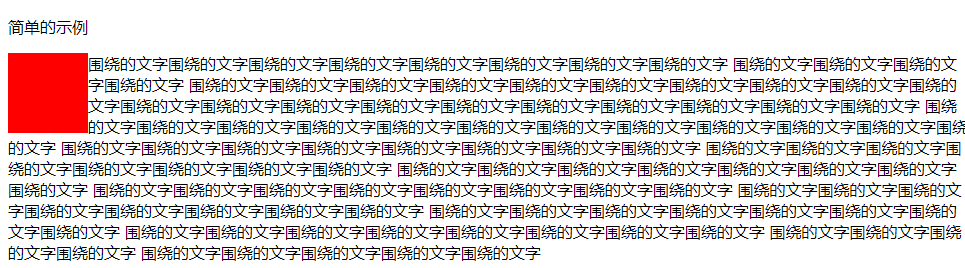 简单的示例
围绕的文字围绕的文字围绕的文字围绕的文字围绕的文字围绕的文字围绕的文字围绕的文字 围绕的文字围绕的文字围绕的文
字围绕的文字 围绕的文字围绕的文字围绕的文字围绕的文字围绕的文字围绕的文字围绕的文字围绕的文字围绕的文字围绕的
文字围绕的文字围绕的文字围绕的文字围绕的文字围绕的文字围绕的文字围绕的文字围绕的文字围绕的文字围绕的文字 围绕
的文字围绕的文字围绕的文字围绕的文字围绕的文字围绕的文字围绕的文字围绕的文字围绕的文字围绕的文字围绕的文字围绕
的文字 围绕的文字围绕的文字围绕的文字围绕的文字围绕的文字围绕的文字围绕的文字围绕的文字 围绕的文字围绕的文字围绕的文字围
绕的文字围绕的文字围绕的文字围绕的文字围绕的文字 围绕的文字围绕的文字围绕的文字围绕的文字围绕的文字围绕的文字围绕的文字
围绕的文字 围绕的文字围绕的文字围绕的文字围绕的文字围绕的文字围绕的文字围绕的文字围绕的文字 围绕的文字围绕的文字围绕的文
字围绕的文字围绕的文字围绕的文字围绕的文字围绕的文字 围绕的文字围绕的文字围绕的文字围绕的文字围绕的文字围绕的文字围绕的
文字围绕的文字 围绕的文字围绕的文字围绕的文字围绕的文字围绕的文字围绕的文字围绕的文字围绕的文字 围绕的文字围绕的文字围绕
的文字围绕的文字 围绕的文字围绕的文字围绕的文字围绕的文字围绕的文字